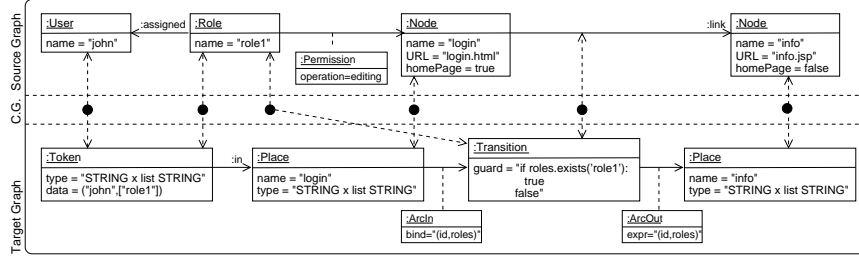 Source Graph
:User
name = "john"
:assigned
:Role
name = "role1"
:Permission
operation=editing
:Node
name = "login"
URL = "login.html"
homePage = true
:link
:Node
name = "info"
URL = "info.jsp"
homePage = false
C.G.
Target Graph
:Token
type = "STRING x list STRING"
data = ("john",["role1"])
:in
:Place
name = "login"
type = "STRING x list STRING"
:ArcIn
bind="(id,roles)"
:Transition
guard = "if roles.exists('role1'):
true
false"
:ArcOut
expr="(id,roles)"
:Place
name = "info"
type = "STRING x list STRING"